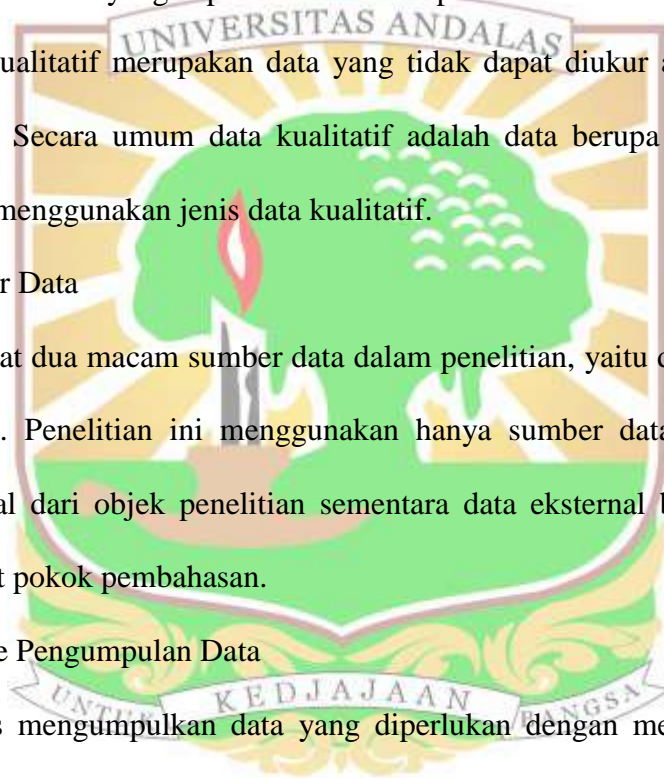 UNIVERSITAS ANDALAS
ualitatif merupakan data yang tidak dapat diukur a
Secara umum data kualitatif adalah data berupa
menggunakan jenis data kualitatif.
r Data
at dua macam sumber data dalam penelitian, yaitu
. Penelitian ini menggunakan hanya sumber data
al dari objek penelitian sementara data eksternal
t pokok pembahasan.
e Pengumpulan Data
UNTUK KEDJAJAAN BANGSA
s mengumpulkan data yang diperlukan dengan me